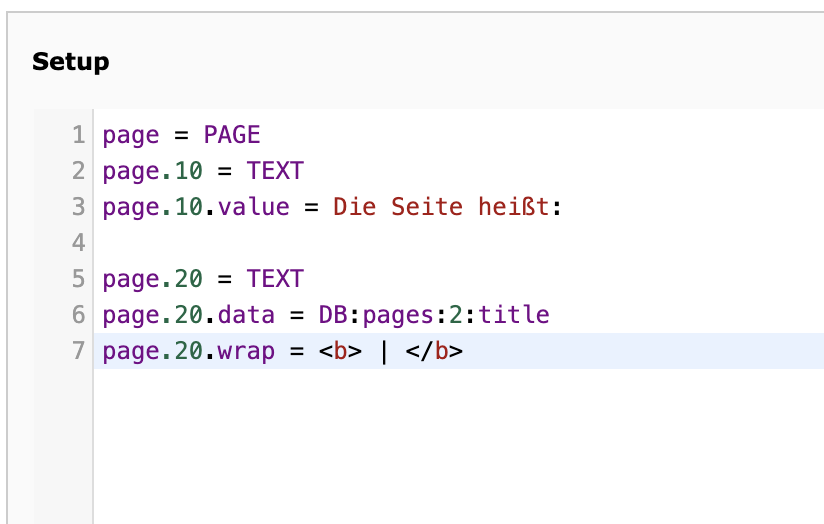 Setup
1 page = PAGE
2 page.10 = TEXT
3 page.10.value = Die Seite heißt:
4
5 page.20 = TEXT
6 page.20.data = DB:pages:2:title
7 page.20.wrap = <b> | </b>